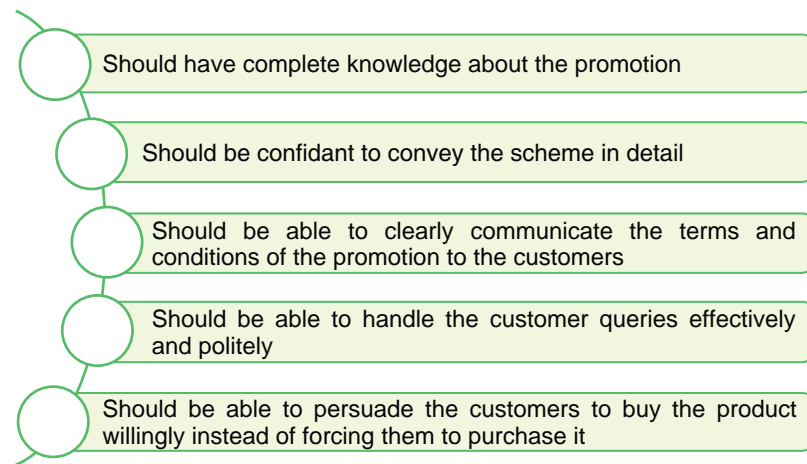 Should have complete knowledge about the promotion
Should be confidant to convey the scheme in detail
Should be able to clearly communicate the terms and
conditions of the promotion to the customers
Should be able to handle the customer queries effectively
and politely
Should be able to persuade the customers to buy the product
willingly instead of forcing them to purchase it